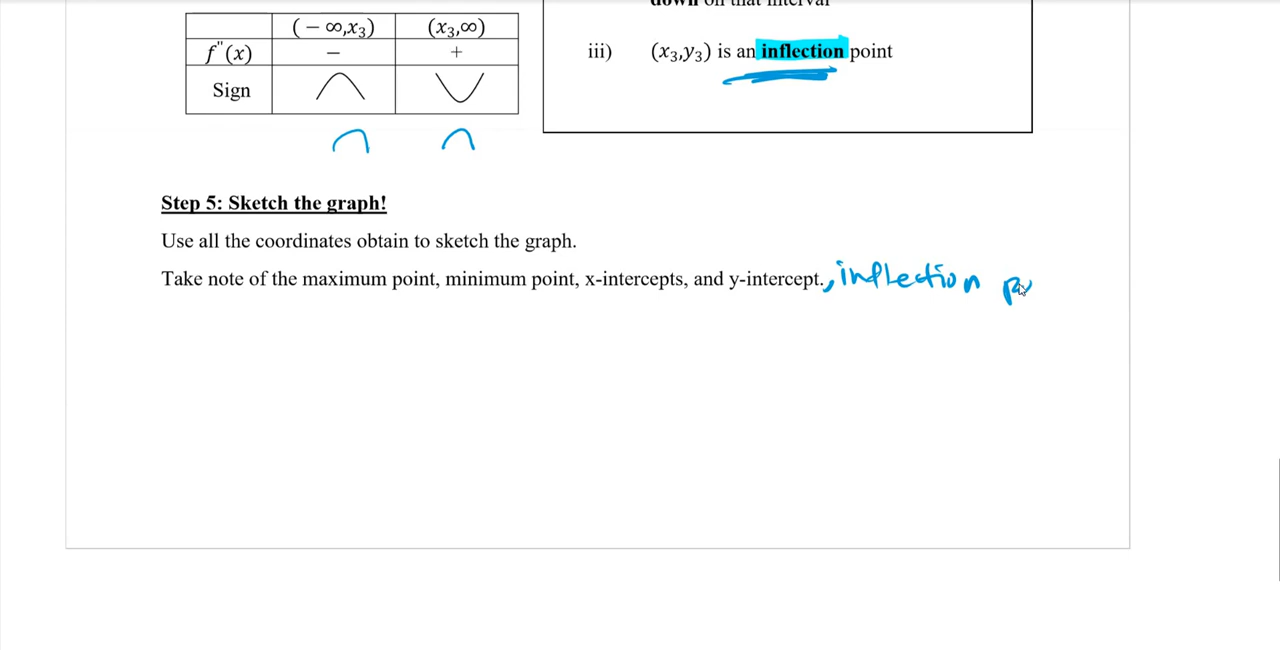 down on that interval
(− ∞,x₃) (x₃,∞)
f"(x) − +
Sign
iii) (x₃,y₃) is an inflection point
Step 5: Sketch the graph!
Use all the coordinates obtain to sketch the graph.
Take note of the maximum point, minimum point, x-intercepts, and y-intercept. , inflection